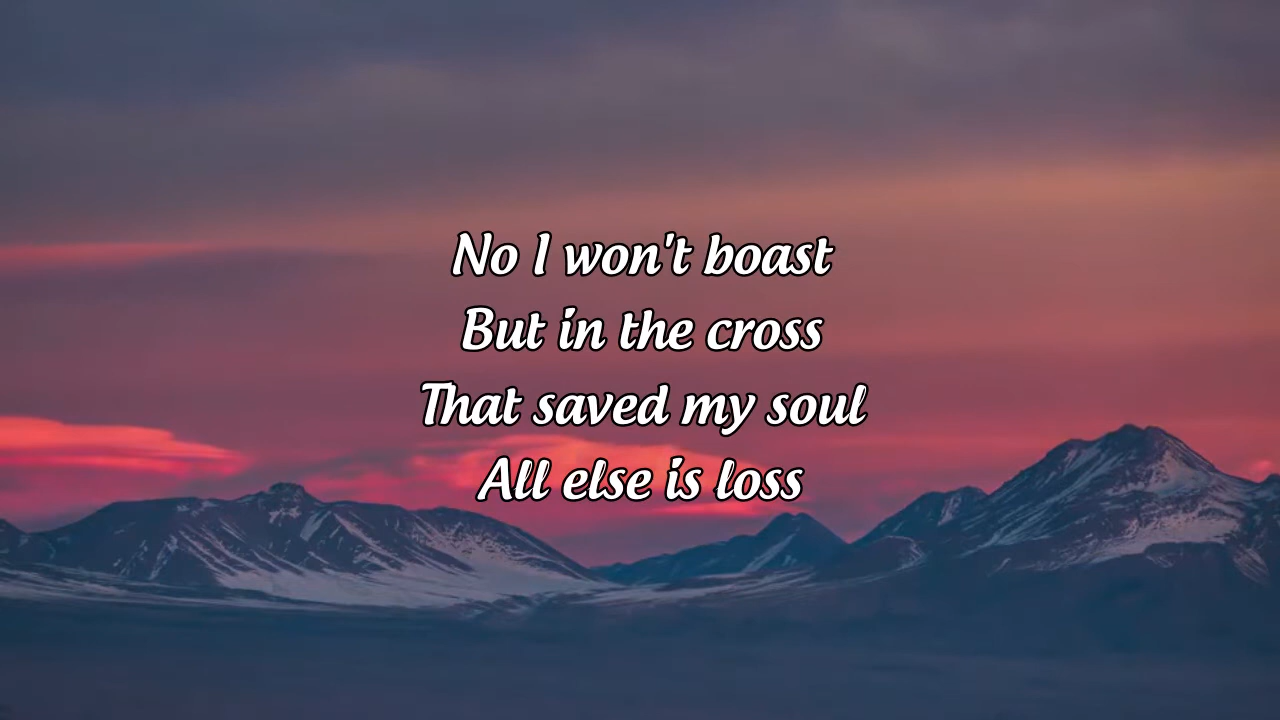 No I won't boast
But in the cross
That saved my soul
All else is loss